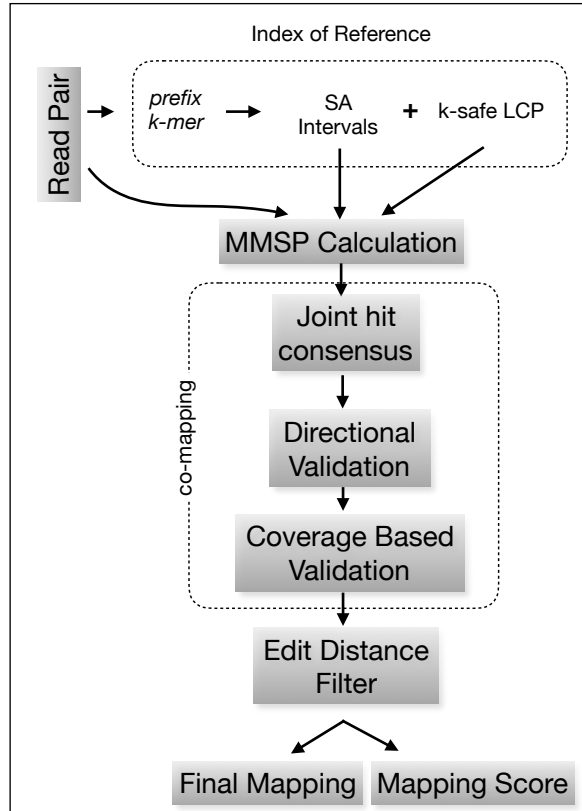 Index of Reference
Read Pair
prefix
k-mer
SA
Intervals
+
k-safe LCP
MMSP Calculation
co-mapping
Joint hit
consensus
Directional
Validation
Coverage Based
Validation
Edit Distance
Filter
Final Mapping
Mapping Score